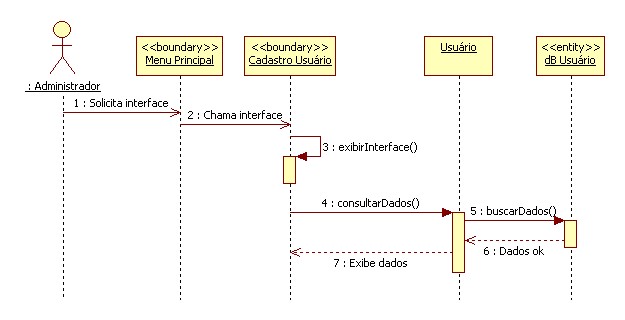 <<boundary>>
Menu Principal
<<boundary>>
Cadastro Usuário
Usuário
<<entity>>
dB Usuário
: Administrador
1 : Solicita interface
2 : Chama interface
3 : exibirInterface()
4 : consultarDados()
5 : buscarDados()
6 : Dados ok
7 : Exibe dados